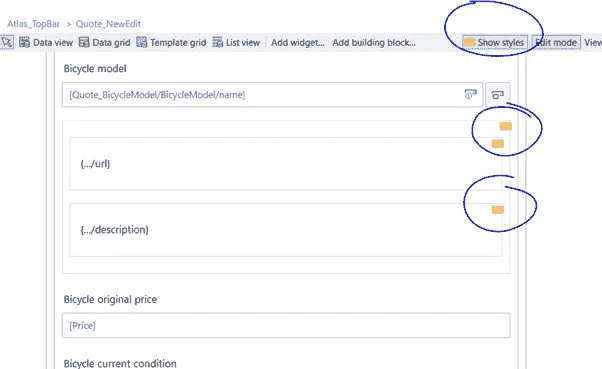 Atlas_TopBar > Quote_NewEdit
Data view Data grid Template grid List view Add widget... Add building block... Show styles Edit mode View
Bicycle model
[Quote_BicycleModel/BicycleModel/name]
{.../url}
{.../description}
Bicycle original price
[Price]
Bicycle current condition